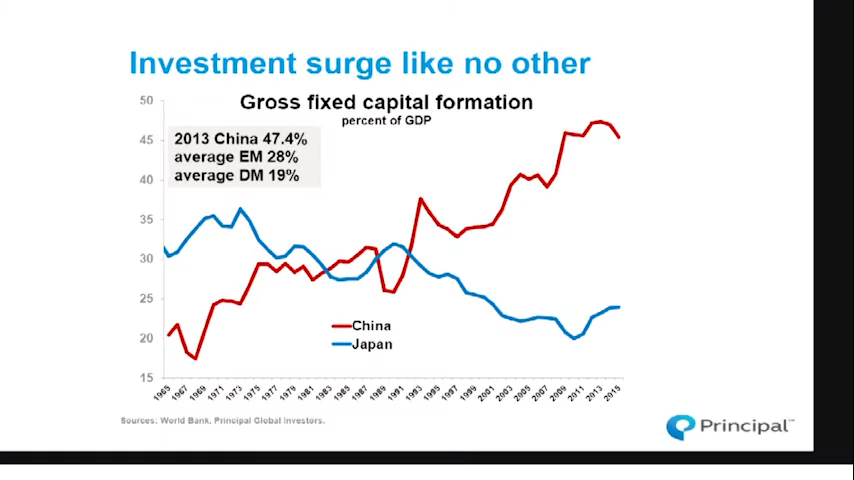 Investment surge like no other
Gross fixed capital formation
percent of GDP
2013 China 47.4%
average EM 28%
average DM 19%
50
45
40
35
30
25
20
15
China
Japan
1965 1967 1969 1971 1973 1975 1977 1979 1981 1983 1985 1987 1989 1991 1993 1995 1997 1999 2001 2003 2005 2007 2009 2011 2013 2015
Sources: World Bank, Principal Global Investors.
Principal